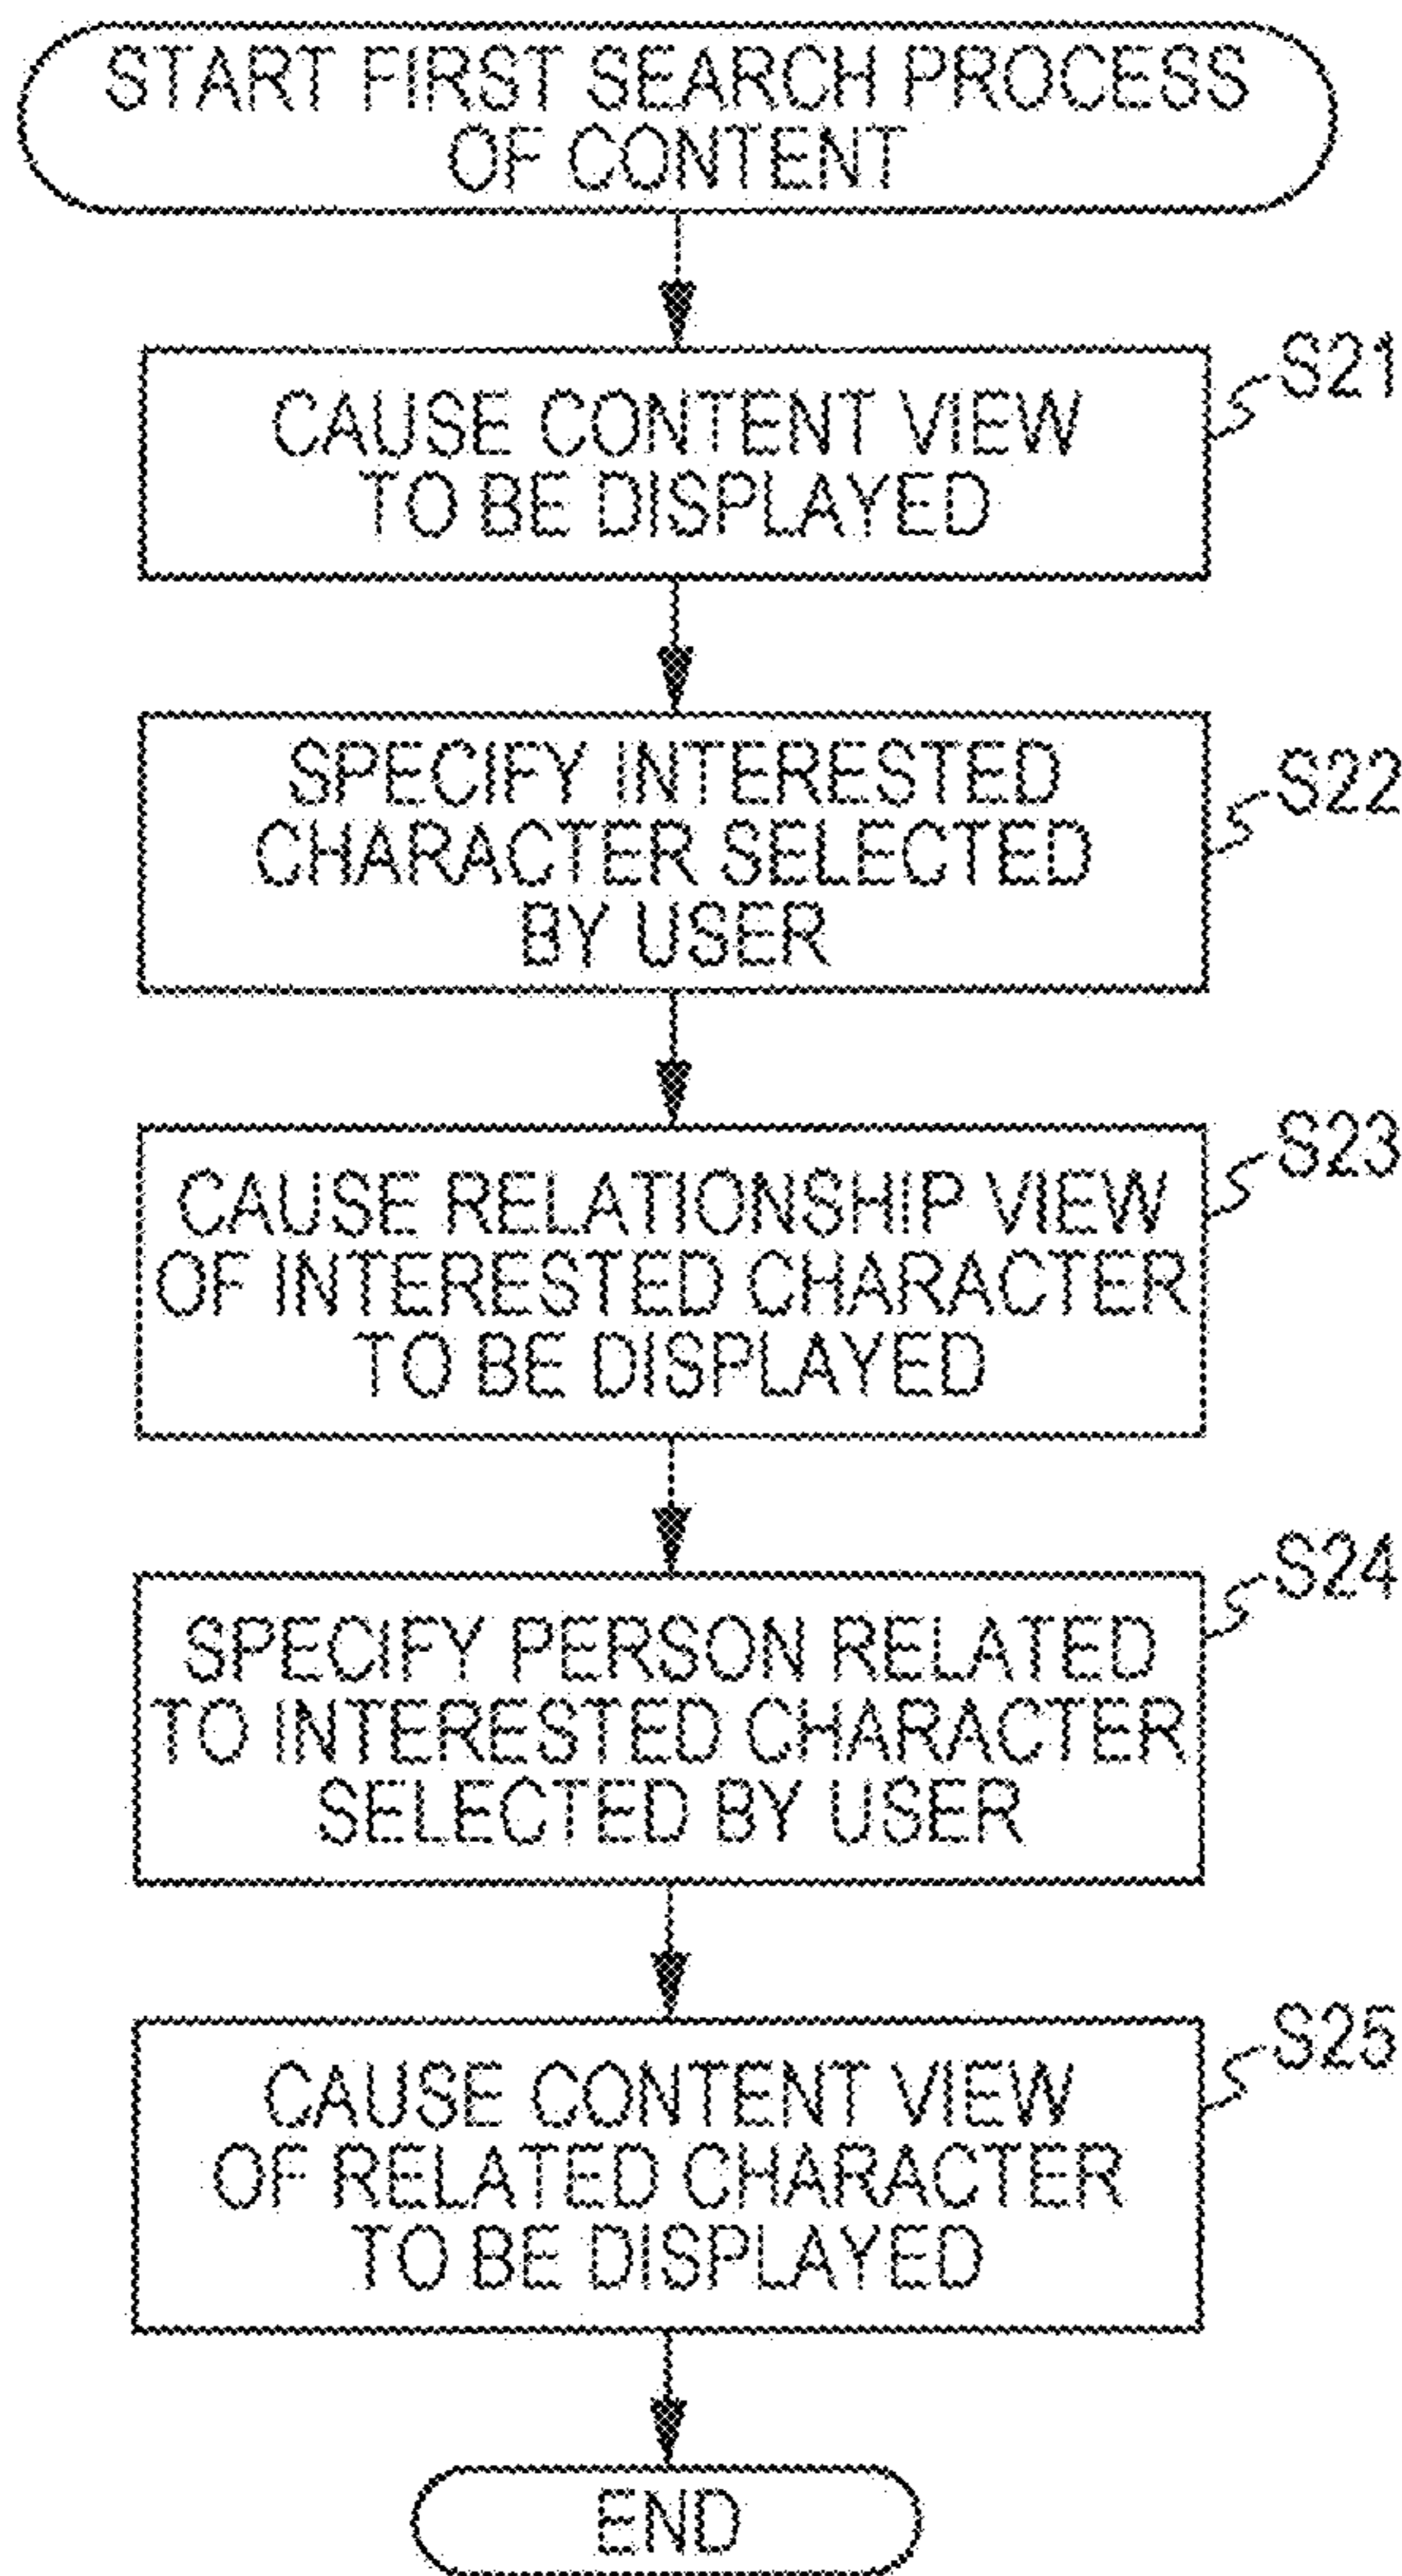 START FIRST SEARCH PROCESS
OF CONTENT
S21
CAUSE CONTENT VIEW
TO BE DISPLAYED
S22
SPECIFY INTERESTED
CHARACTER SELECTED
BY USER
S23
CAUSE RELATIONSHIP VIEW
OF INTERESTED CHARACTER
TO BE DISPLAYED
S24
SPECIFY PERSON RELATED
TO INTERESTED CHARACTER
SELECTED BY USER
S25
CAUSE CONTENT VIEW
OF RELATED CHARACTER
TO BE DISPLAYED
END